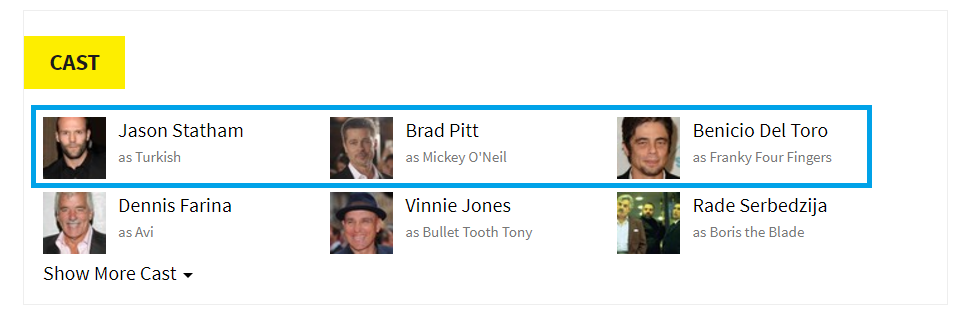 CAST
Jason Statham
as Turkish
Brad Pitt
as Mickey O'Neil
Benicio Del Toro
as Franky Four Fingers
Dennis Farina
as Avi
Vinnie Jones
as Bullet Tooth Tony
Rade Serbedzija
as Boris the Blade
Show More Cast